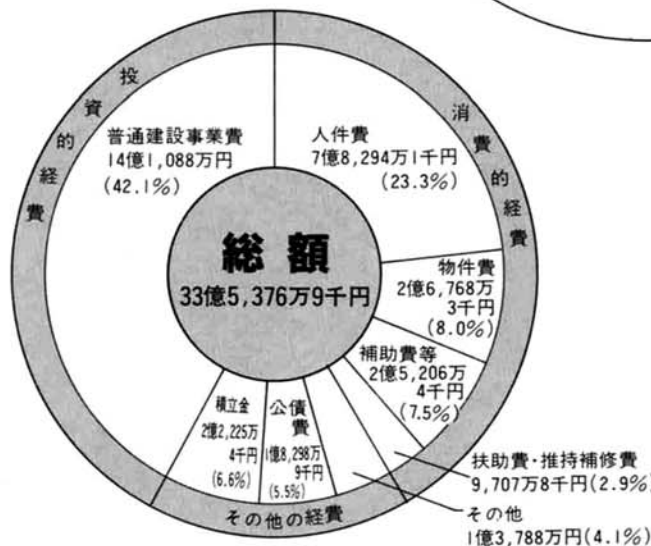 投資的経費
消費的経費
普通建設事業費
14億1,088万円
(42.1%)
人件費
7億8,294万1千円
(23.3%)
総額
33億5,376万9千円
物件費
2億6,768万
3千円
(8.0%)
補助費等
2億5,206万
4千円
(7.5%)
積立金
2億2,225万
4千円
(6.6%)
公債
費
1億8,298万
9千円
(5.5%)
扶助費・推持補修費
9,707万8千円(2.9%)
その他
1億3,788万円(4.1%)
その他の経費